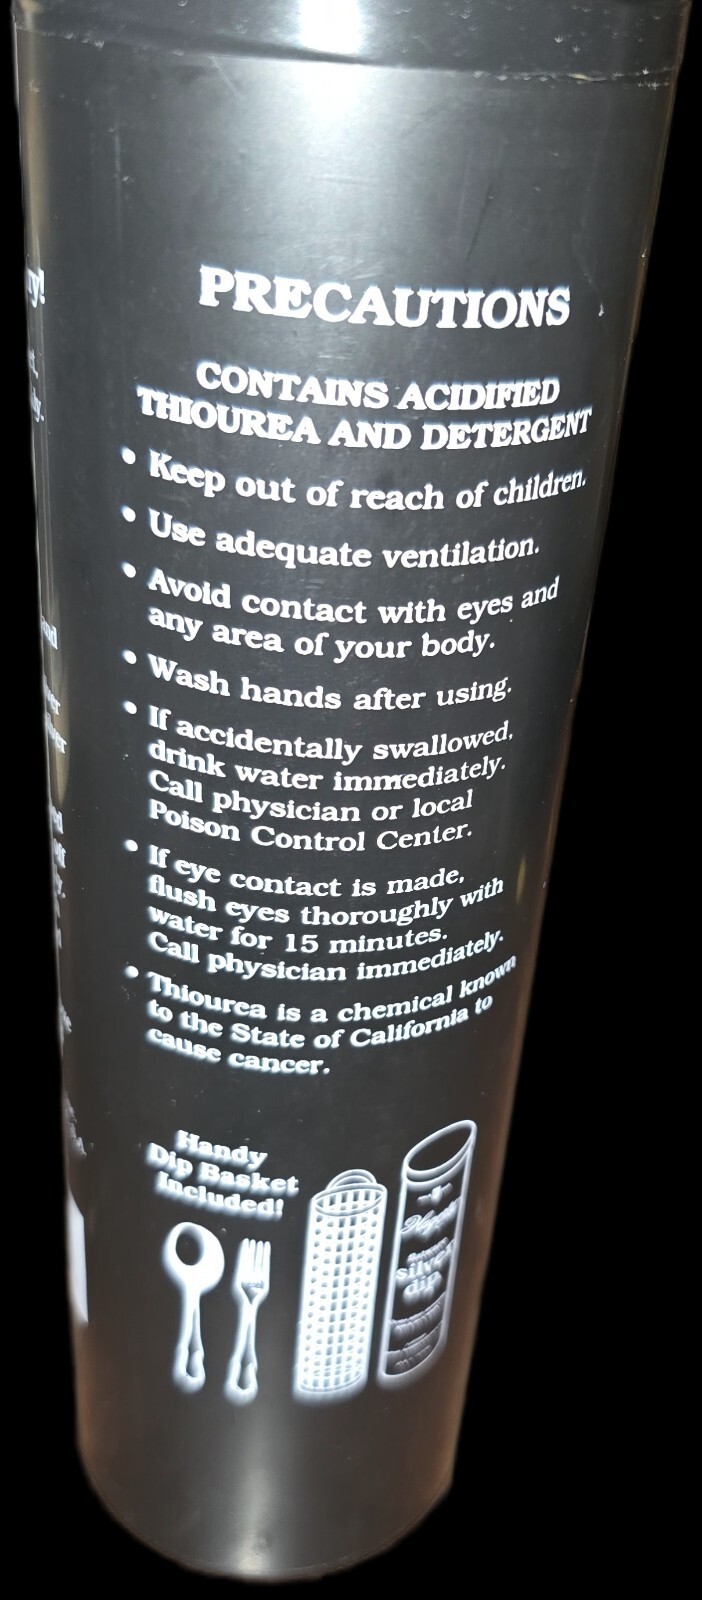 PRECAUTIONS
CONTAINS ACIDIFIED
THIOUREA AND DETERGENT
• Keep out of reach of children.
• Use adequate ventilation.
• Avoid contact with eyes and
any area of your body.
• Wash hands after using.
• If accidentally swallowed,
drink water immediately.
Call physician or local
Poison Control Center.
• If eye contact is made,
flush eyes thoroughly with
water for 15 minutes.
Call physician immediately.
• Thiourea is a chemical known
to the State of California to
cause cancer.
Handy
Dip Basket
Included!
silver
dip